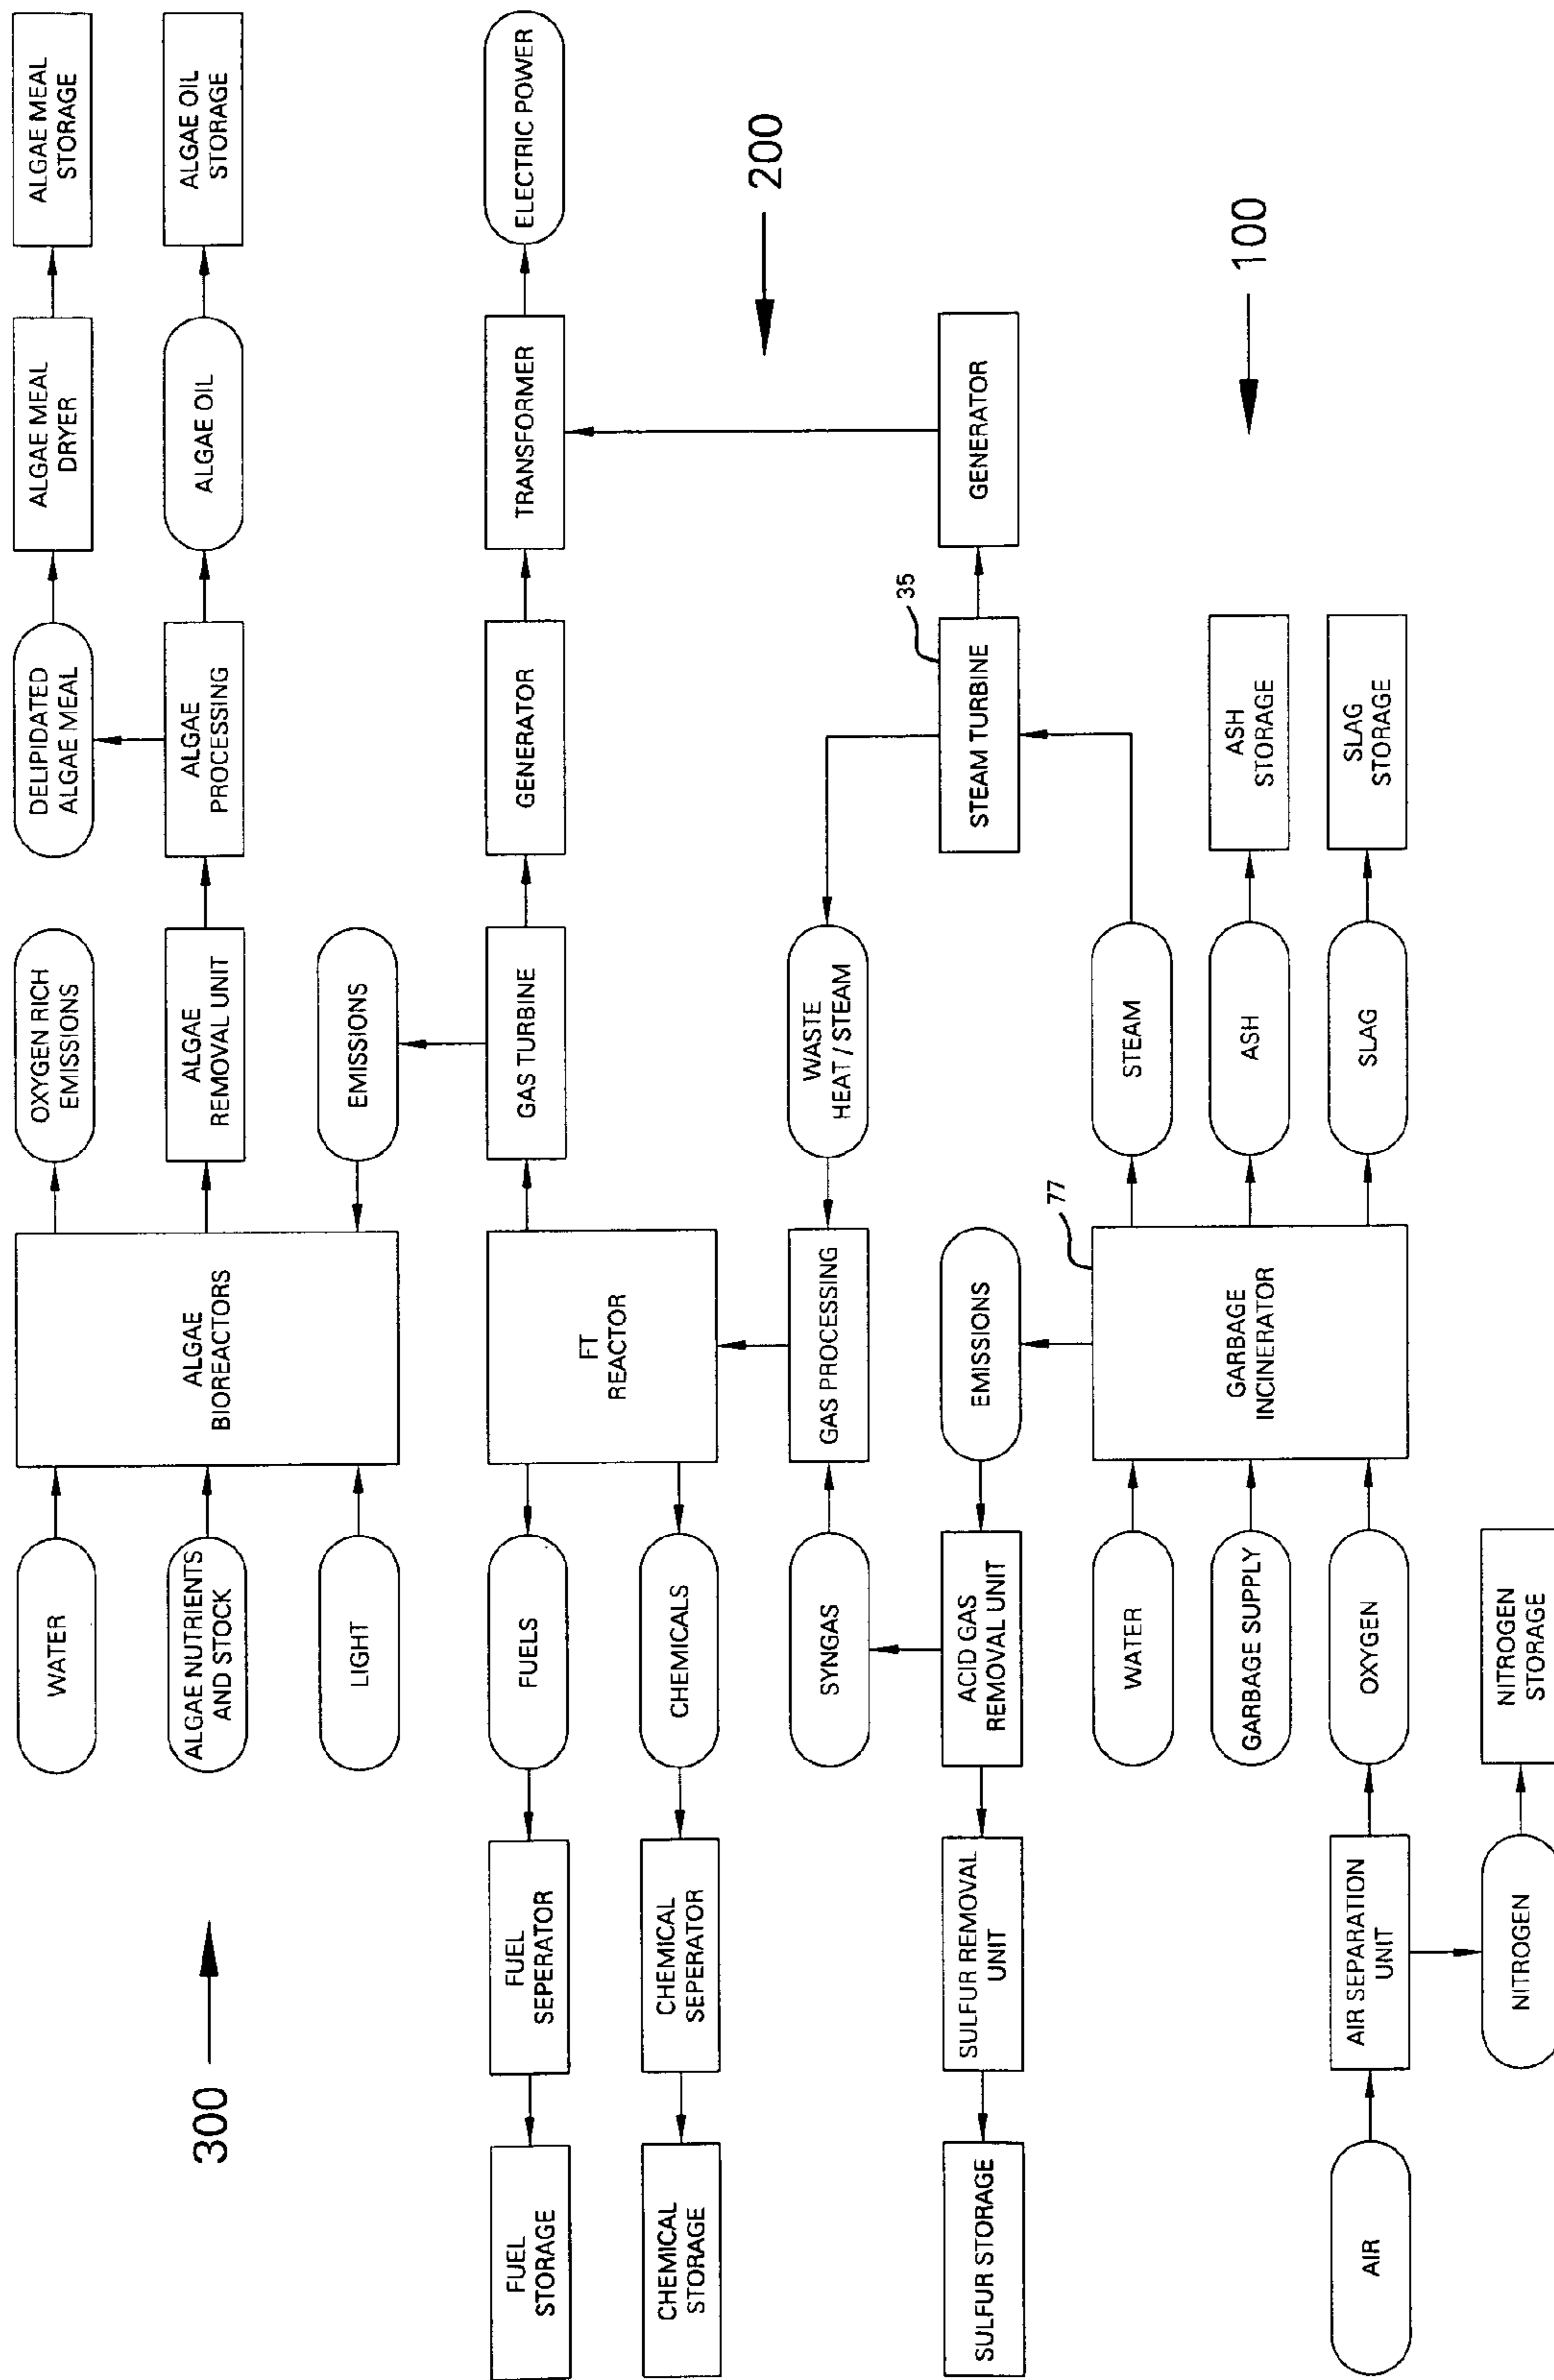 300
WATER
ALGAE NUTRIENTS
AND STOCK
LIGHT
ALGAE
BIOREACTORS
OXYGEN RICH
EMISSIONS
ALGAE
REMOVAL UNIT
EMISSIONS
DELIPIDATED
ALGAE MEAL
ALGAE
PROCESSING
ALGAE MEAL
DRYER
ALGAE OIL
ALGAE MEAL
STORAGE
ALGAE OIL
STORAGE
FUEL
STORAGE
FUEL
SEPERATOR
FUELS
CHEMICAL
STORAGE
CHEMICAL
SEPERATOR
CHEMICALS
FT
REACTOR
GAS TURBINE
GENERATOR
TRANSFORMER
ELECTRIC POWER
200
SYNGAS
GAS PROCESSING
WASTE
HEAT / STEAM
SULFUR STORAGE
SULFUR REMOVAL
UNIT
ACID GAS
REMOVAL UNIT
EMISSIONS
STEAM TURBINE
35
GENERATOR
100
WATER
GARBAGE SUPPLY
OXYGEN
GARBAGE
INCINERATOR
77
STEAM
ASH
SLAG
ASH
STORAGE
SLAG
STORAGE
AIR
AIR SEPARATION
UNIT
NITROGEN
NITROGEN
STORAGE